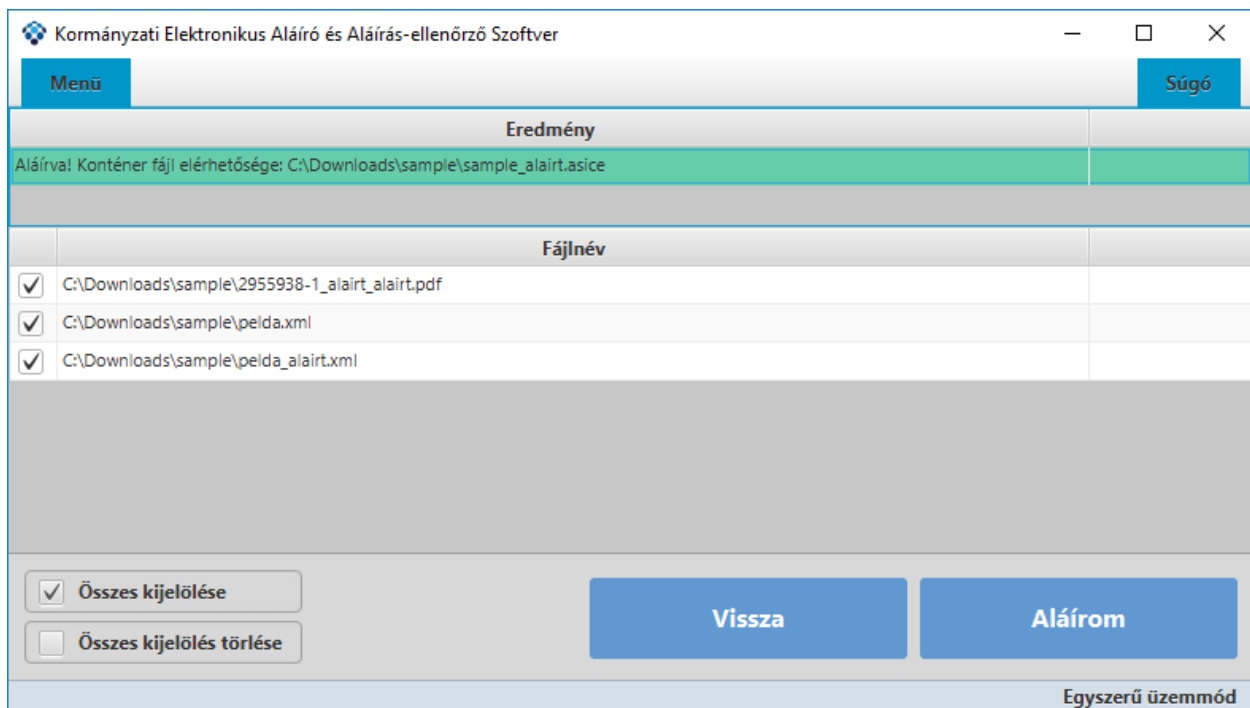 Kormányzati Elektronikus Aláíró és Aláírás-ellenőrző Szoftver
Menü
Súgó
Eredmény
Aláírva! Konténer fájl elérhetősége: C:\Downloads\sample\sample_alairt.asice
Fájlnév
C:\Downloads\sample\2955938-1_alairt_alairt.pdf
C:\Downloads\sample\pelda.xml
C:\Downloads\sample\pelda_alairt.xml
Összes kijelölése
Összes kijelölés törlése
Vissza
Aláírom
Egyszerű üzemmód